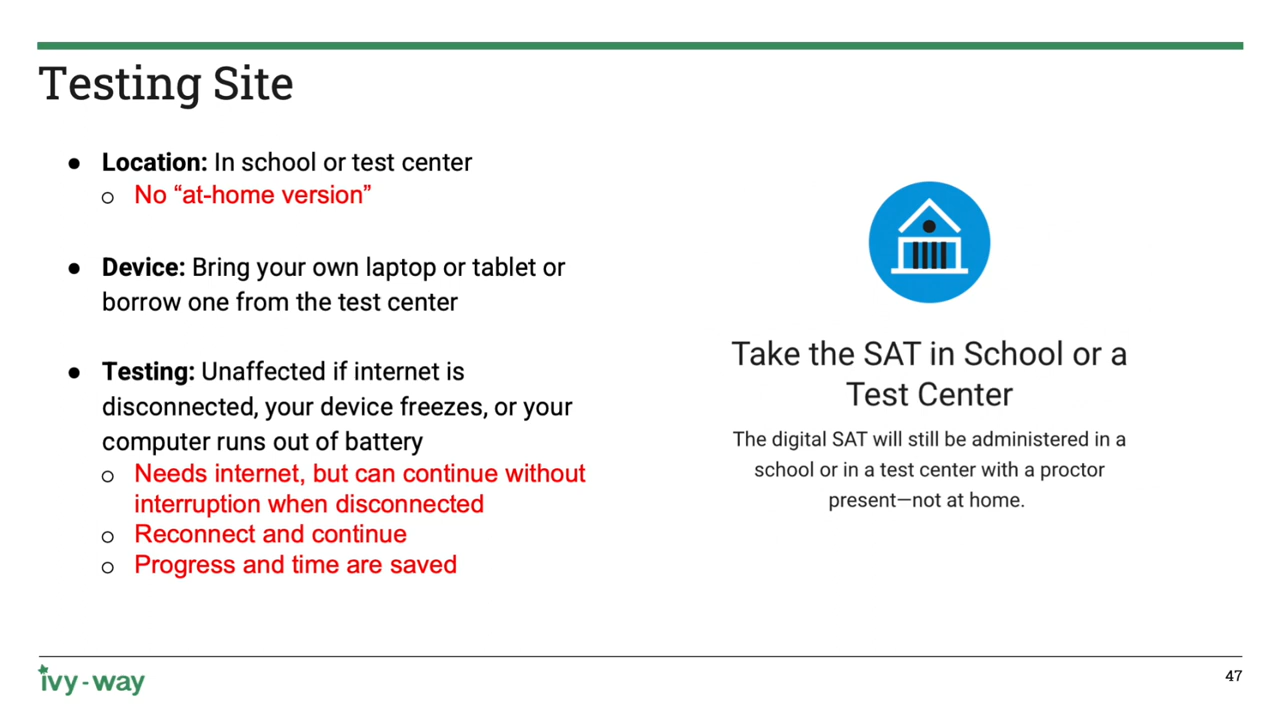 Testing Site
● Location: In school or test center
○ No “at-home version”
● Device: Bring your own laptop or tablet or
borrow one from the test center
● Testing: Unaffected if internet is
disconnected, your device freezes, or your
computer runs out of battery
○ Needs internet, but can continue without
interruption when disconnected
○ Reconnect and continue
○ Progress and time are saved
Take the SAT in School or a
Test Center
The digital SAT will still be administered in a
school or in a test center with a proctor
present—not at home.
ivy-way
47